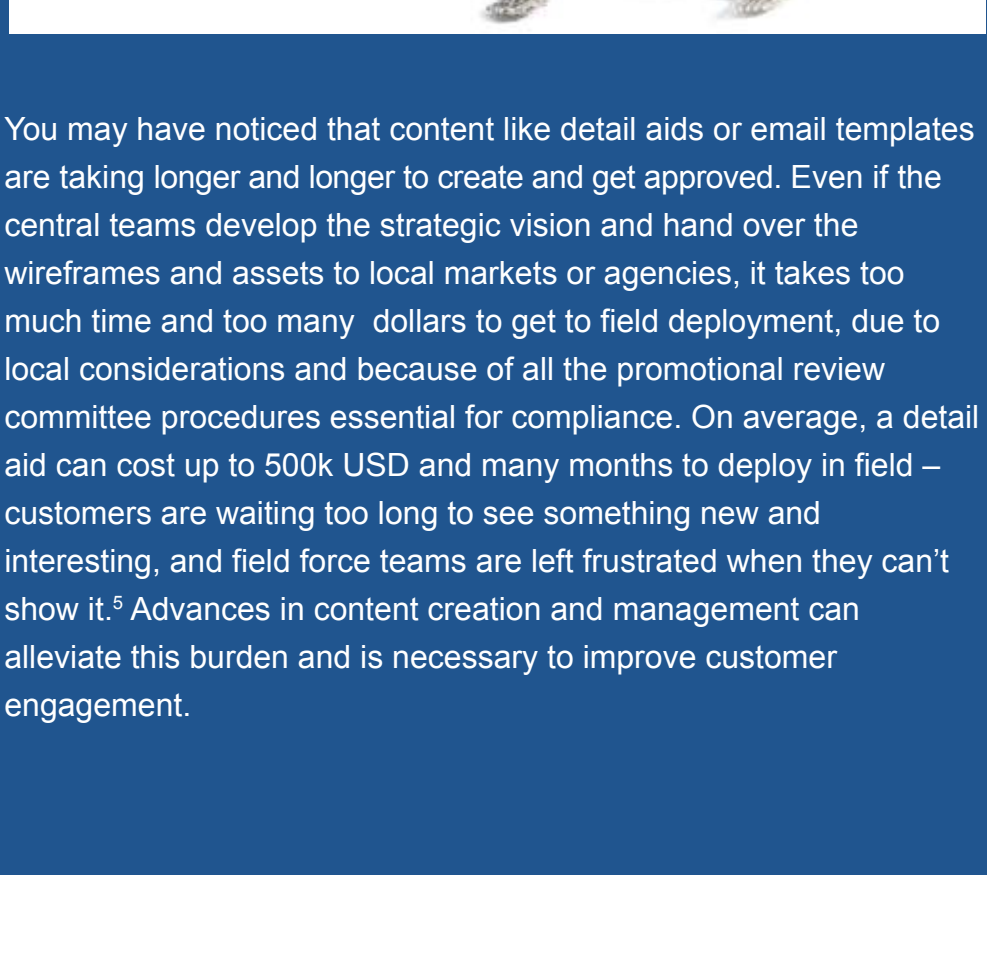 You may have noticed that content like detail aids or email templates
are taking longer and longer to create and get approved. Even if the
central teams develop the strategic vision and hand over the
wireframes and assets to local markets or agencies, it takes too
much time and too many  dollars to get to field deployment, due to
local considerations and because of all the promotional review
committee procedures essential for compliance. On average, a detail
aid can cost up to 500k USD and many months to deploy in field –
customers are waiting too long to see something new and
interesting, and field force teams are left frustrated when they can’t
show it.⁵ Advances in content creation and management can
alleviate this burden and is necessary to improve customer
engagement.